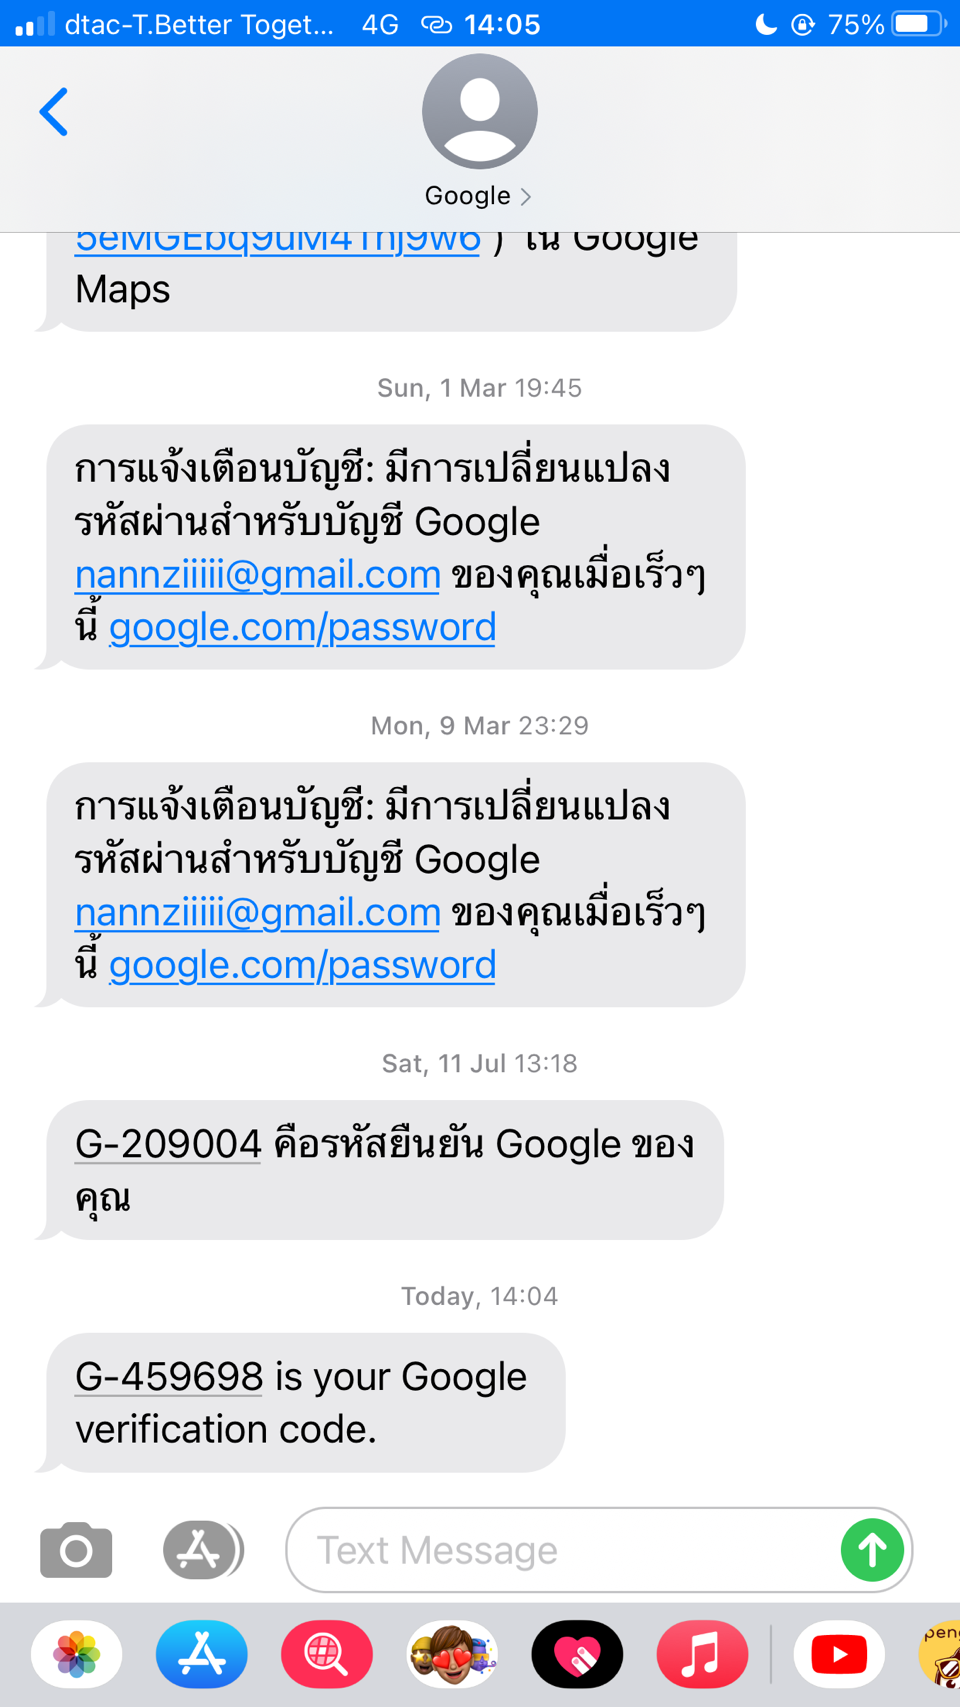 dtac-T.Better Toget... 4G 14:05 75%
Google
5eMGEbq9uM4Thj9w6 ) ใน Google
Maps
Sun, 1 Mar 19:45
การแจ้งเตือนบัญชี: มีการเปลี่ยนแปลง
รหัสผ่านสำหรับบัญชี Google
nannziiiii@gmail.com ของคุณเมื่อเร็วๆ
นี้ google.com/password
Mon, 9 Mar 23:29
การแจ้งเตือนบัญชี: มีการเปลี่ยนแปลง
รหัสผ่านสำหรับบัญชี Google
nannziiiii@gmail.com ของคุณเมื่อเร็วๆ
นี้ google.com/password
Sat, 11 Jul 13:18
G-209004 คือรหัสยืนยัน Google ของ
คุณ
Today, 14:04
G-459698 is your Google
verification code.
Text Message
peng